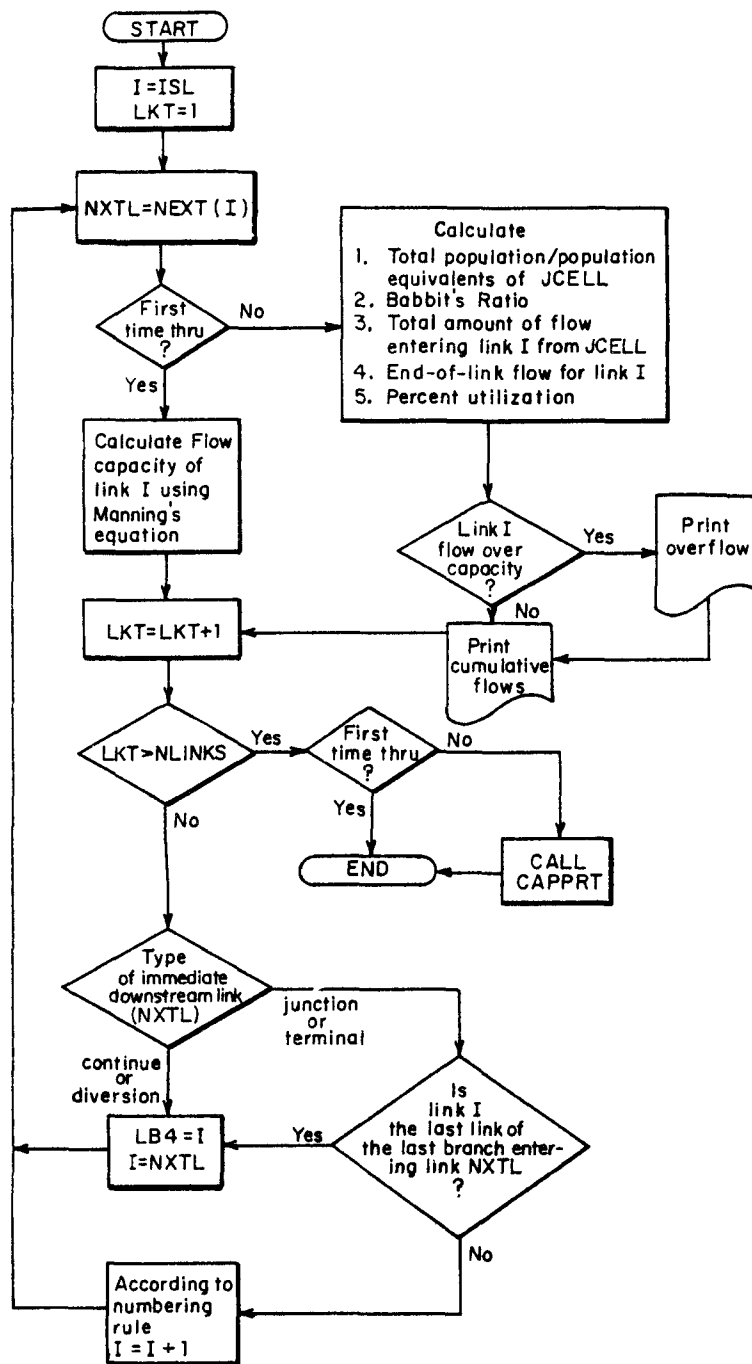 START
I=ISL
LKT=1
NXTL=NEXT(I)
First
time thru
?
No
Yes
Calculate
1. Total population/population
equivalents of JCELL
2. Babbit's Ratio
3. Total amount of flow
entering link I from JCELL
4. End-of-link flow for link I
5. Percent utilization
Calculate Flow
capacity of
link I using
Manning's
equation
Link I
flow over
capacity
?
Yes
No
Print
overflow
LKT=LKT+1
Print
cumulative
flows
LKT>NLINKS
Yes
No
First
time thru
?
No
Yes
END
CALL
CAPPRT
Type
of immediate
downstream link
(NXTL)
junction
or
terminal
continue
or
diversion
LB4=I
I=NXTL
Yes
Is
link I
the last link of
the last branch enter-
ing link NXTL
?
No
According to
numbering
rule
I=I+1